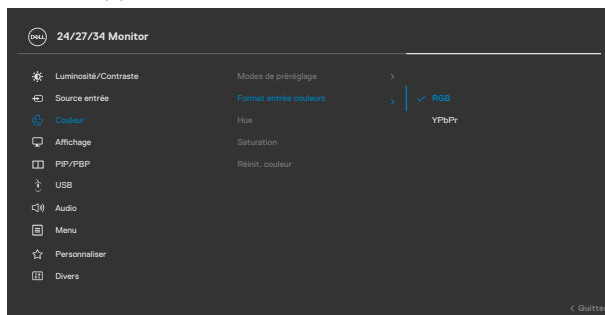 DELL 24/27/34 Monitor
Luminosité/Contraste Modes de préréglage >
Source entrée Format entrée couleurs > ✓ RGB
Couleur Hue YPbPr
Affichage Saturation
PIP/PBP Réinit. couleur
USB
Audio
Menu
Personnaliser
Divers
< Quitter